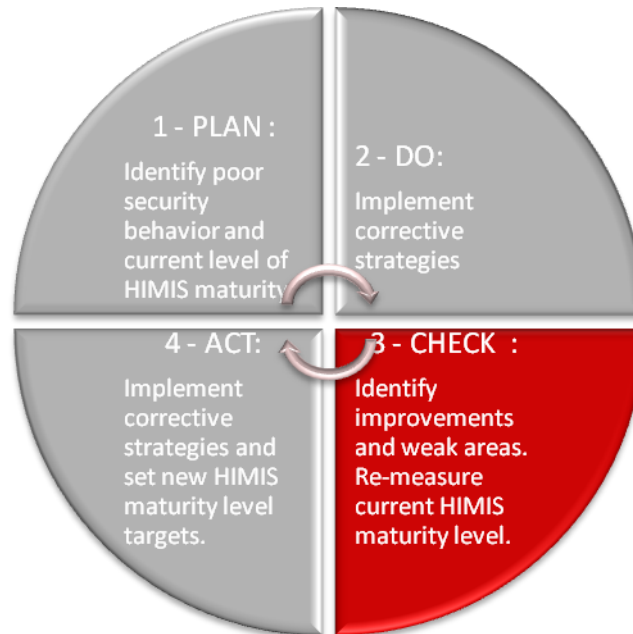 1 - PLAN :
Identify poor
security
behavior and
current level of
HIMIS maturity
2 - DO:
Implement
corrective
strategies
3 - CHECK :
Identify
improvements
and weak areas.
Re-measure
current HIMIS
maturity level.
4 - ACT:
Implement
corrective
strategies and
set new HIMIS
maturity level
targets.